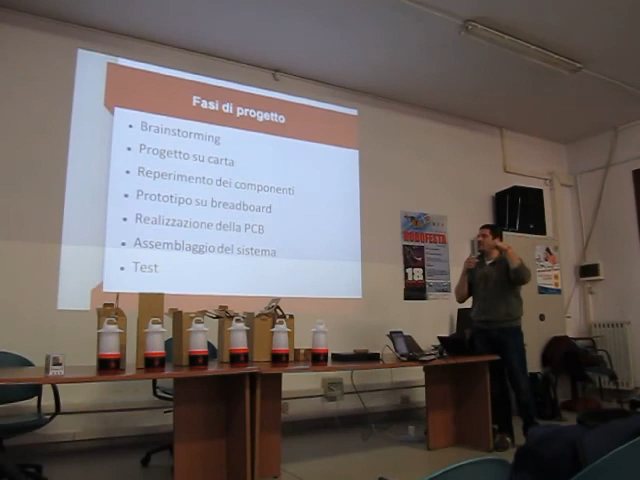 Fasi di progetto
Brainstorming
Progetto su carta
Reperimento dei componenti
Prototipo su breadboard
Realizzazione della PCB
Assemblaggio del sistema
Test
ROBOFESTA
18